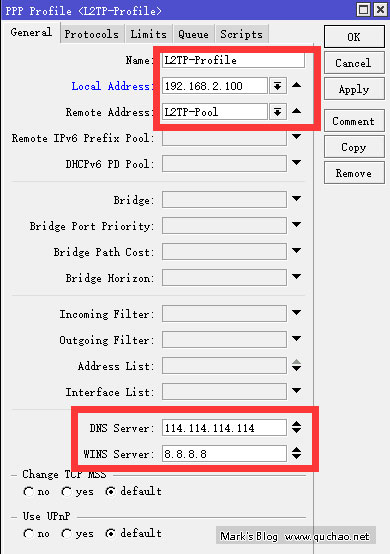 PPP Profile <L2TP-Profile>
General Protocols Limits Queue Scripts
Name: L2TP-Profile
Local Address: 192.168.2.100
Remote Address: L2TP-Pool
Remote IPv6 Prefix Pool:
DHCPv6 PD Pool:
Bridge:
Bridge Port Priority:
Bridge Path Cost:
Bridge Horizon:
Incoming Filter:
Outgoing Filter:
Address List:
Interface List:
DNS Server: 114.114.114.114
WINS Server: 8.8.8.8
Change TCP MSS
no yes default
Use UPnP
no yes default
OK
Cancel
Apply
Comment
Copy
Remove
Mark's Blog www.quchao.net